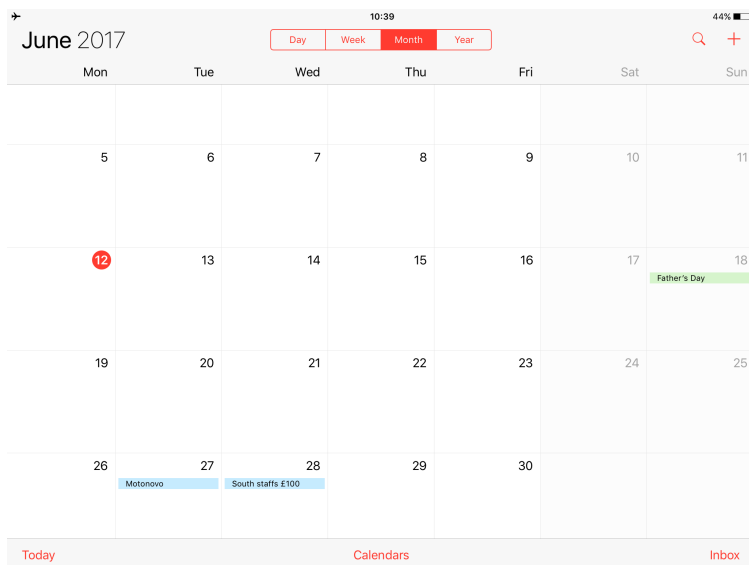 10:39 44%
June 2017 Day Week Month Year
Mon Tue Wed Thu Fri Sat Sun
5 6 7 8 9 10 11
12 13 14 15 16 17 18
Father's Day
19 20 21 22 23 24 25
26 27 28 29 30
Motonovo South staffs £100
Today Calendars Inbox